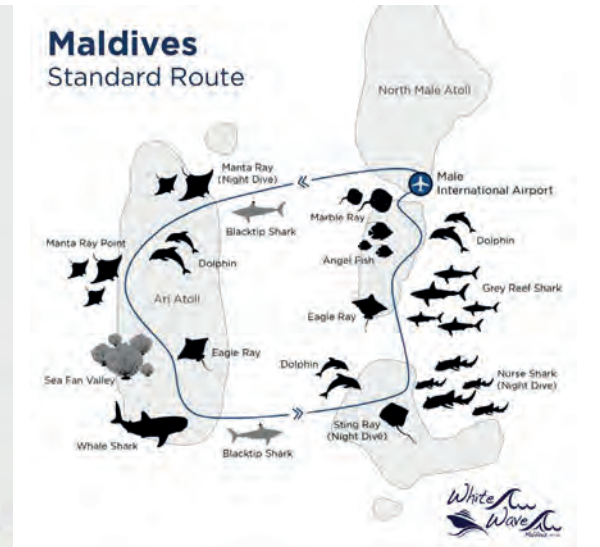 Maldives
Standard Route
North Male Atoll
Manta Ray
(Night Dive)
Male
International Airport
Blacktip Shark
Marble Ray
Manta Ray Point
Dolphin
Dolphin
Angel Fish
Ari Atoll
Grey Reef Shark
Eagle Ray
Eagle Ray
Dolphin
Sea Fan Valley
Nurse Shark
(Night Dive)
Sting Ray
(Night Dive)
Whale Shark
Blacktip Shark
White
Wave